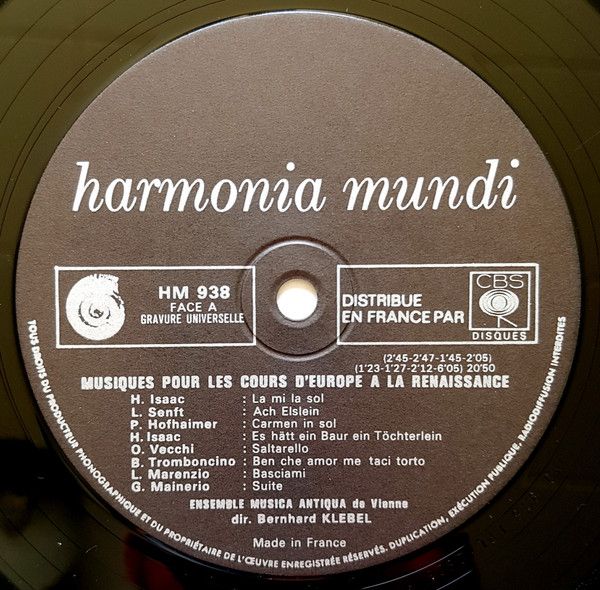 harmonia mundi
HM 938
FACE A
GRAVURE UNIVERSELLE
DISTRIBUE
EN FRANCE PAR
CBS
DISQUES
(2'45-2'47-1'45-2'05)
(1'23-1'27-2'12-6'05) 20'50
MUSIQUES POUR LES COURS D'EUROPE A LA RENAISSANCE
H. Isaac : La mi la sol
L. Senft : Ach Elslein
P. Hofhaimer : Carmen in sol
H. Isaac : Es hätt ein Baur ein Töchterlein
O. Vecchi : Saltarello
B. Tromboncino : Ben che amor me taci torto
L. Marenzio : Basciami
G. Mainerio : Suite
ENSEMBLE MUSICA ANTIQUA de Vienne
dir. Bernhard KLEBEL
Made in France
TOUS DROITS DU PRODUCTEUR PHONOGRAPHIQUE ET DU PROPRIÉTAIRE DE L'ŒUVRE ENREGISTRÉE RÉSERVÉS. DUPLICATION, EXÉCUTION PUBLIQUE, RADIODIFFUSION INTERDITES